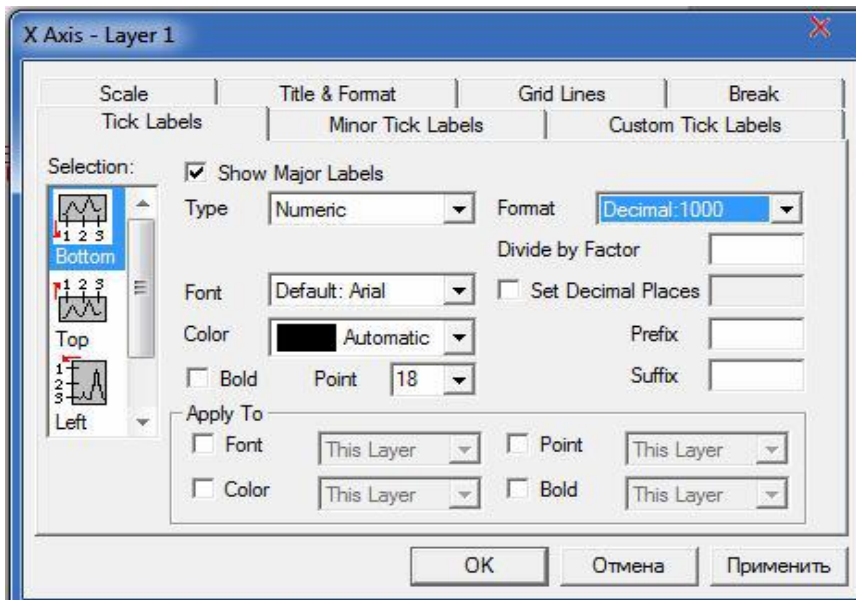 X Axis - Layer 1
Scale Title & Format Grid Lines Break
Tick Labels Minor Tick Labels Custom Tick Labels
Selection: Show Major Labels
1 2 3
Bottom
1 2 3
Top
1
2
3
Left
Type Numeric Format Decimal:1000
Divide by Factor
Font Default: Arial Set Decimal Places
Color Automatic Prefix
Bold Point 18 Suffix
Apply To
Font This Layer Point This Layer
Color This Layer Bold This Layer
OK Отмена Применить